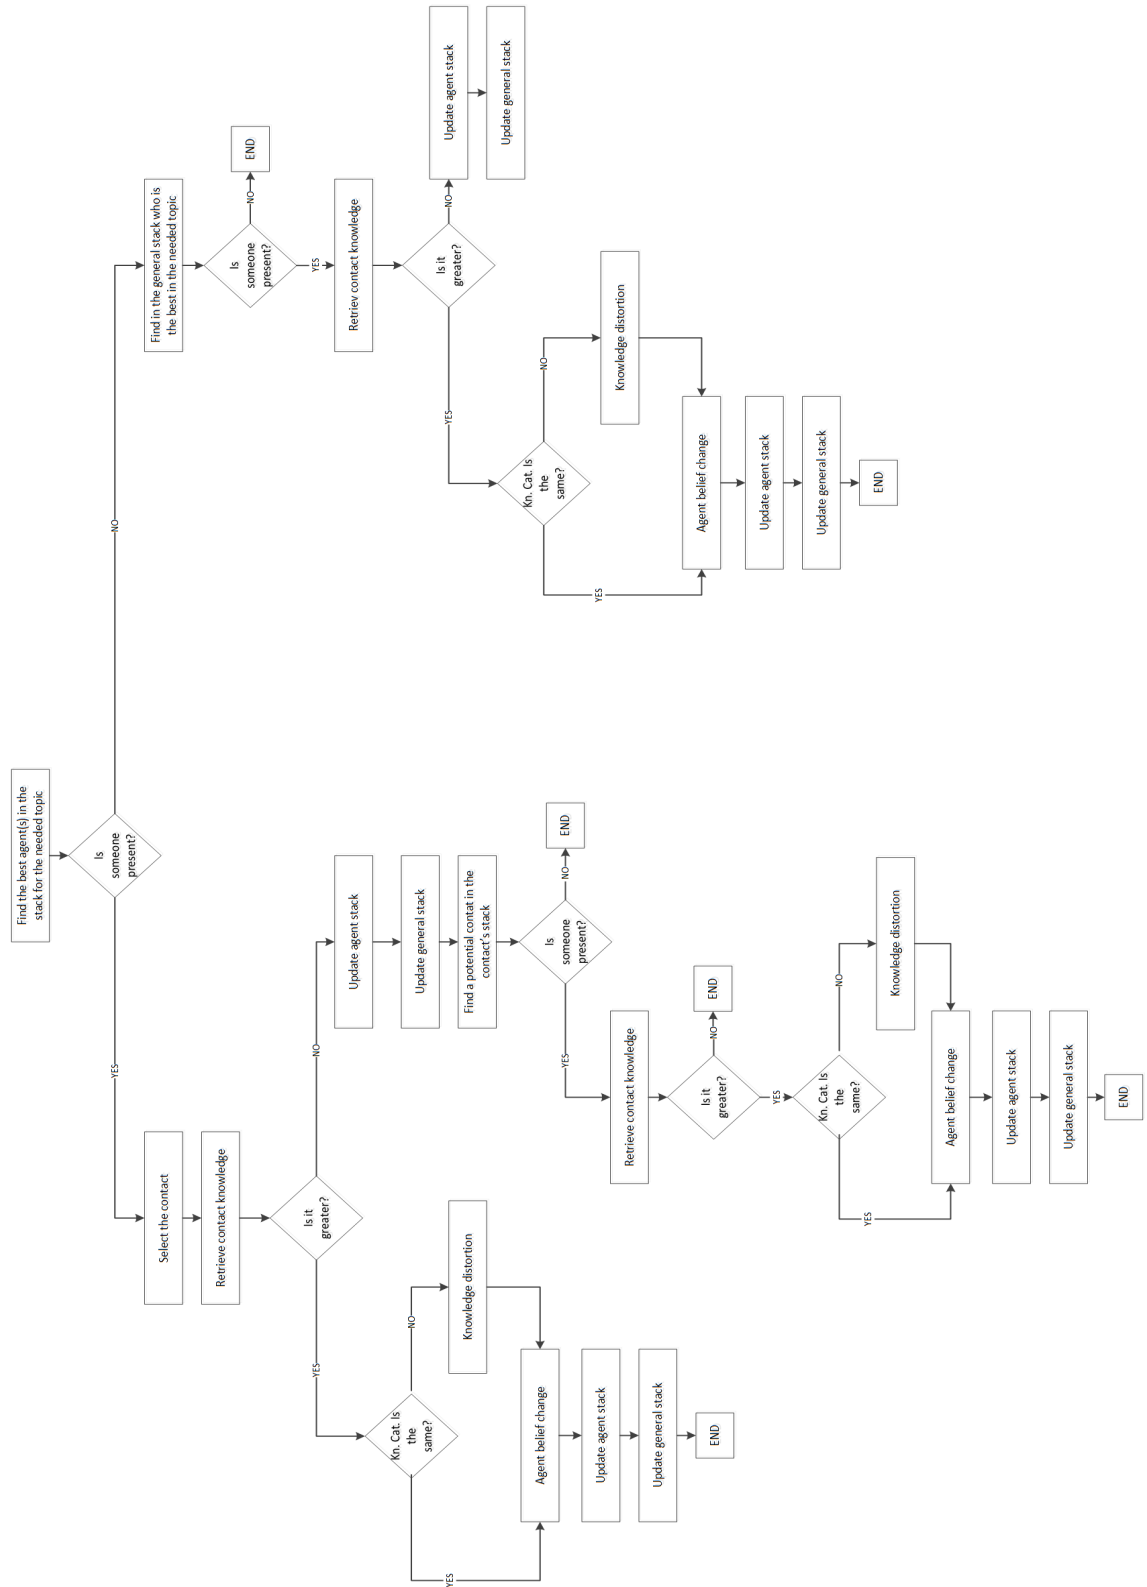 Find the best agent(s) in the
stack for the needed topic
Is
someone
present?
YES
NO
Select the contact
Retrieve contact knowledge
Is it
greater?
YES
NO
Kn. Cat. Is
the
same?
YES
NO
Knowledge distortion
Agent belief change
Update agent stack
Update general stack
END
Update agent stack
Update general stack
Find a potential contat in the
contact's stack
Is
someone
present?
NO
END
YES
Retrieve contact knowledge
Is it
greater?
NO
END
YES
Kn. Cat. Is
the
same?
YES
NO
Knowledge distortion
Agent belief change
Update agent stack
Update general stack
END
Find in the general stack who is
the best in the needed topic
Is
someone
present?
NO
END
YES
Retriev contact knowledge
Is it
greater?
NO
Update agent stack
Update general stack
YES
Kn. Cat. Is
the
same?
YES
NO
Knowledge distortion
Agent belief change
Update agent stack
Update general stack
END